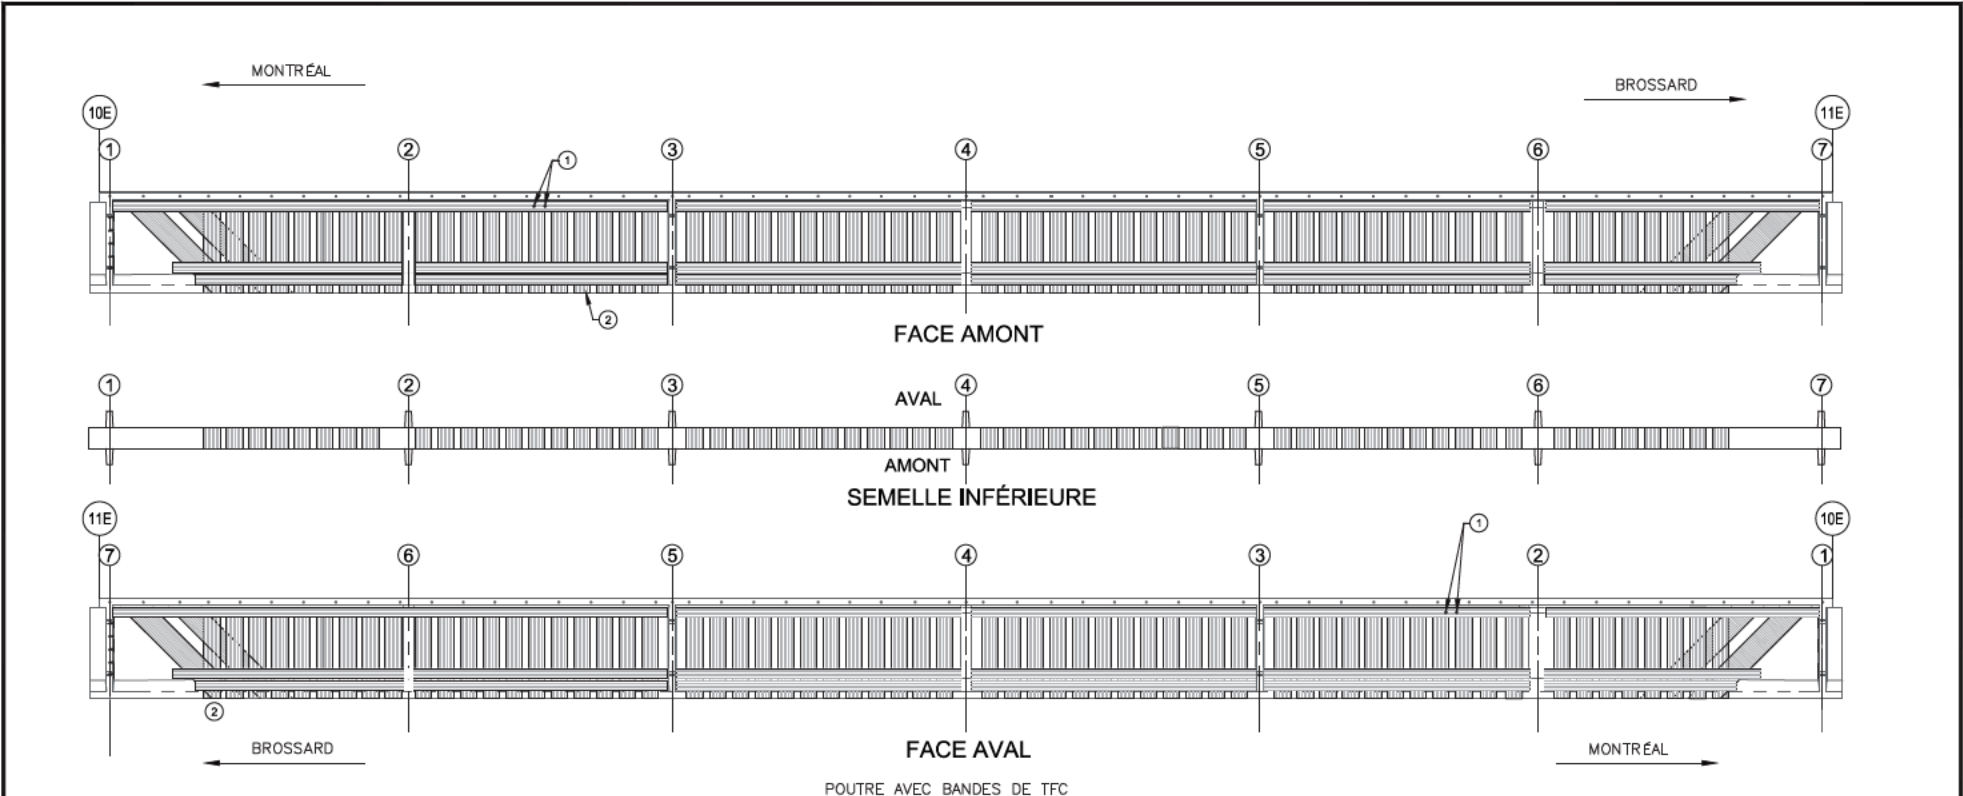 MONTRÉAL
BROSSARD
10E
11E
1 2 3 4 5 6 7
1
2
FACE AMONT
1 2 3 4 5 6 7
AVAL
AMONT
SEMELLE INFÉRIEURE
11E
10E
1
7 6 5 4 3 2 1
2
BROSSARD
FACE AVAL
MONTRÉAL
POUTRE AVEC BANDES DE TFC